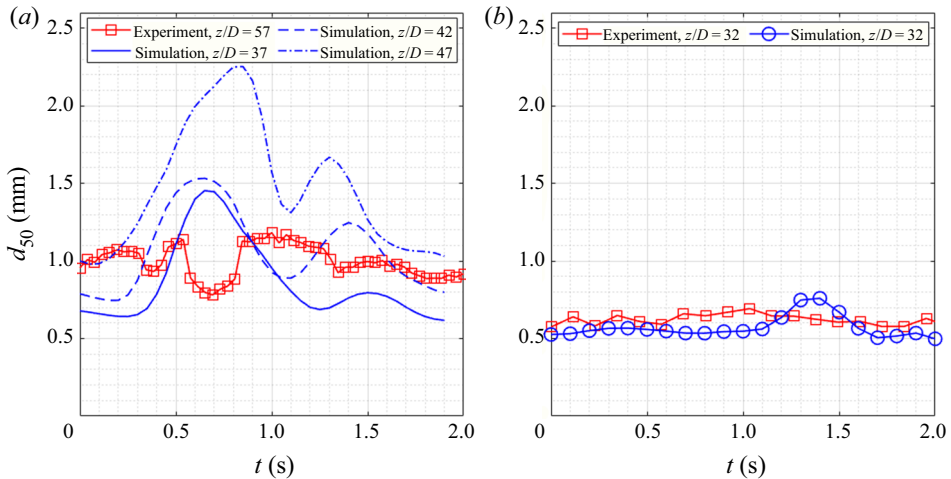 (a)
Experiment, z/D = 57
Simulation, z/D = 42
Simulation, z/D = 37
Simulation, z/D = 47
2.5
2.0
1.5
1.0
0.5
d50 (mm)
0
0.5
1.0
1.5
2.0
t (s)
(b)
Experiment, z/D = 32
Simulation, z/D = 32
2.5
2.0
1.5
1.0
0.5
0
0.5
1.0
1.5
2.0
t (s)